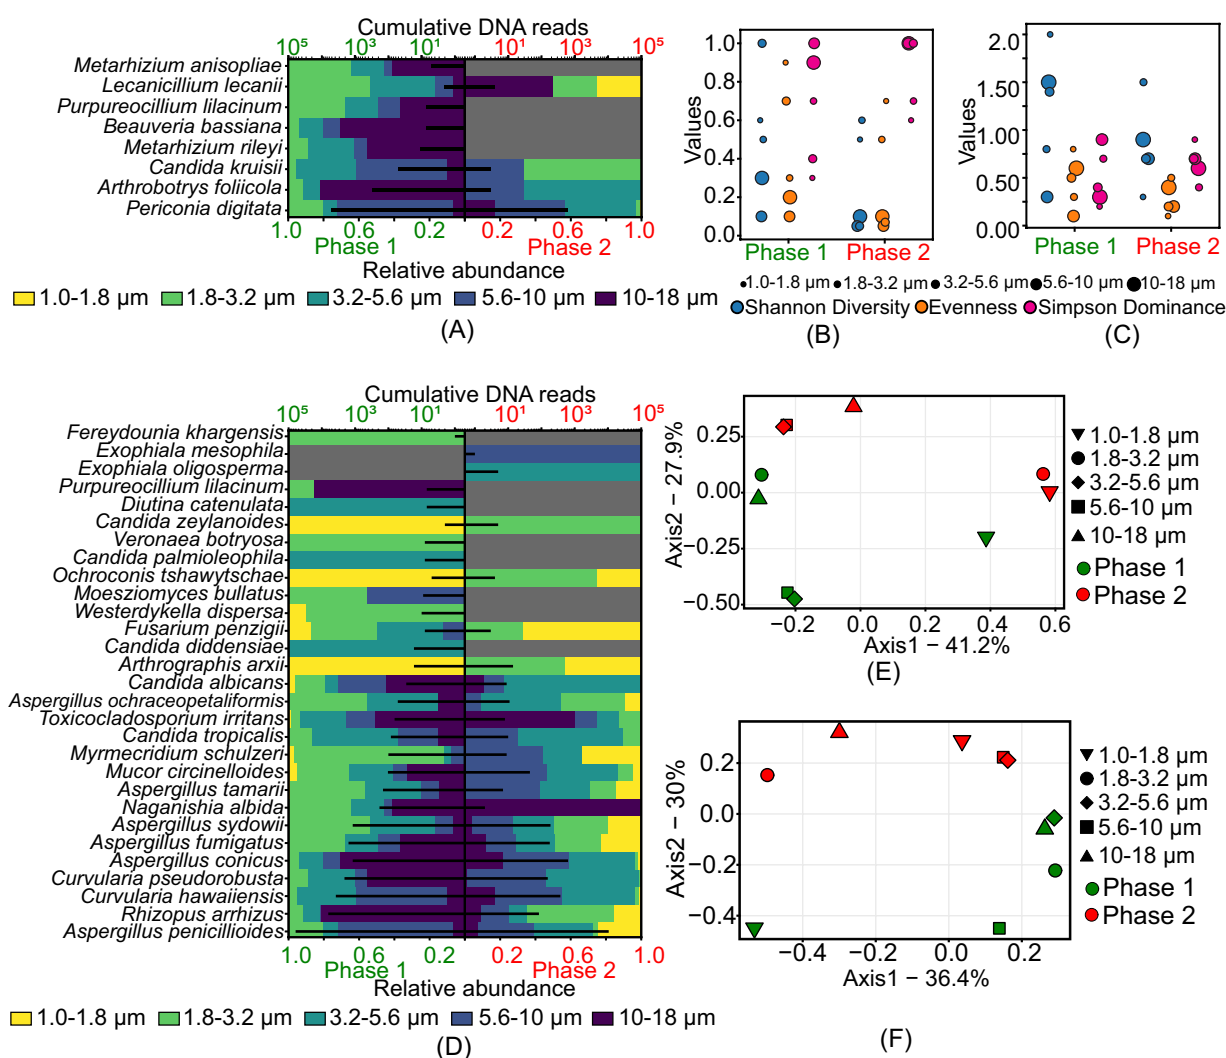 Cumulative DNA reads
10⁵ 10³ 10¹ 10¹ 10³ 10⁵
Metarhizium anisopliae
Lecanicillium lecanii
Purpureocillium lilacinum
Beauveria bassiana
Metarhizium rileyi
Candida kruisii
Arthrobotrys foliicola
Periconia digitata
1.0 0.6 0.2 0.2 0.6 1.0
Phase 1 Phase 2
Relative abundance
1.0-1.8 µm 1.8-3.2 µm 3.2-5.6 µm 5.6-10 µm 10-18 µm
(A)
Values
1.0
0.8
0.6
0.4
0.2
0.0
Phase 1 Phase 2
Values
2.0
1.50
1.00
0.50
1.00
Phase 1 Phase 2
1.0-1.8 µm 1.8-3.2 µm 3.2-5.6 µm 5.6-10 µm 10-18 µm
Shannon Diversity Evenness Simpson Dominance
(B) (C)
Cumulative DNA reads
10⁵ 10³ 10¹ 10¹ 10³ 10⁵
Fereydounia khargensis
Exophiala mesophila
Exophiala oligosperma
Purpureocillium lilacinum
Diutina catenulata
Candida zeylanoides
Veronaea botryosa
Candida palmioleophila
Ochroconis tshawytschae
Moesziomyces bullatus
Westerdykella dispersa
Fusarium penzigii
Candida diddensiae
Arthrographis arxii
Candida albicans
Aspergillus ochraceopetaliformis
Toxicocladosporium irritans
Candida tropicalis
Myrmecridium schulzeri
Mucor circinelloides
Aspergillus tamarii
Naganishia albida
Aspergillus sydowii
Aspergillus fumigatus
Aspergillus conicus
Curvularia pseudorobusta
Curvularia hawaiiensis
Rhizopus arrhizus
Aspergillus penicillioides
1.0 0.6 0.2 0.2 0.6 1.0
Phase 1 Phase 2
Relative abundance
1.0-1.8 µm 1.8-3.2 µm 3.2-5.6 µm 5.6-10 µm 10-18 µm
(D)
Axis2 − 27.9%
0.25
0.00
−0.25
−0.50
−0.2 0.0 0.2 0.4 0.6
Axis1 − 41.2%
1.0-1.8 µm
1.8-3.2 µm
3.2-5.6 µm
5.6-10 µm
10-18 µm
Phase 1
Phase 2
(E)
Axis2 − 30%
0.2
0.0
−0.2
−0.4
−0.4 −0.2 0.0 0.2
Axis1 − 36.4%
1.0-1.8 µm
1.8-3.2 µm
3.2-5.6 µm
5.6-10 µm
10-18 µm
Phase 1
Phase 2
(F)